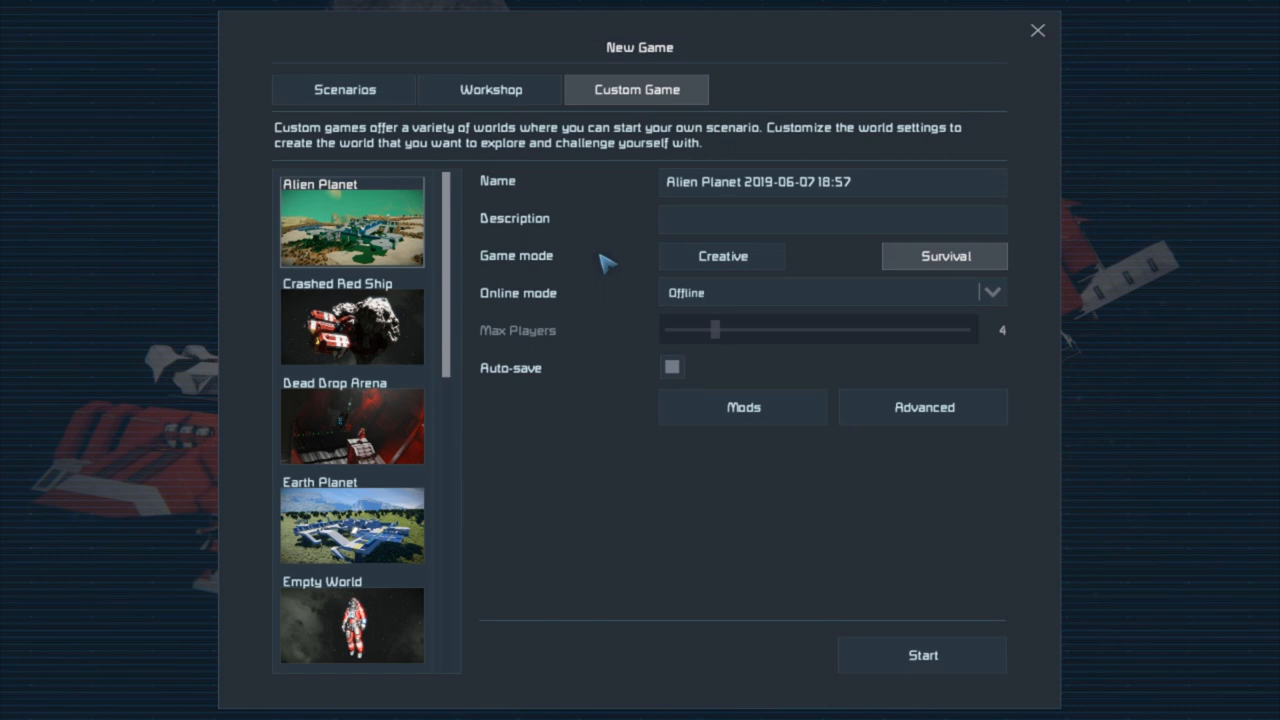 New Game
Scenarios
Workshop
Custom Game
Custom games offer a variety of worlds where you can start your own scenario. Customize the world settings to
create the world that you want to explore and challenge yourself with.
Alien Planet
Crashed Red Ship
Dead Drop Arena
Earth Planet
Empty World
Name
Alien Planet 2019-06-07 18:57
Description
Game mode
Creative
Survival
Online mode
Offline
Max Players
4
Auto-save
Mods
Advanced
Start